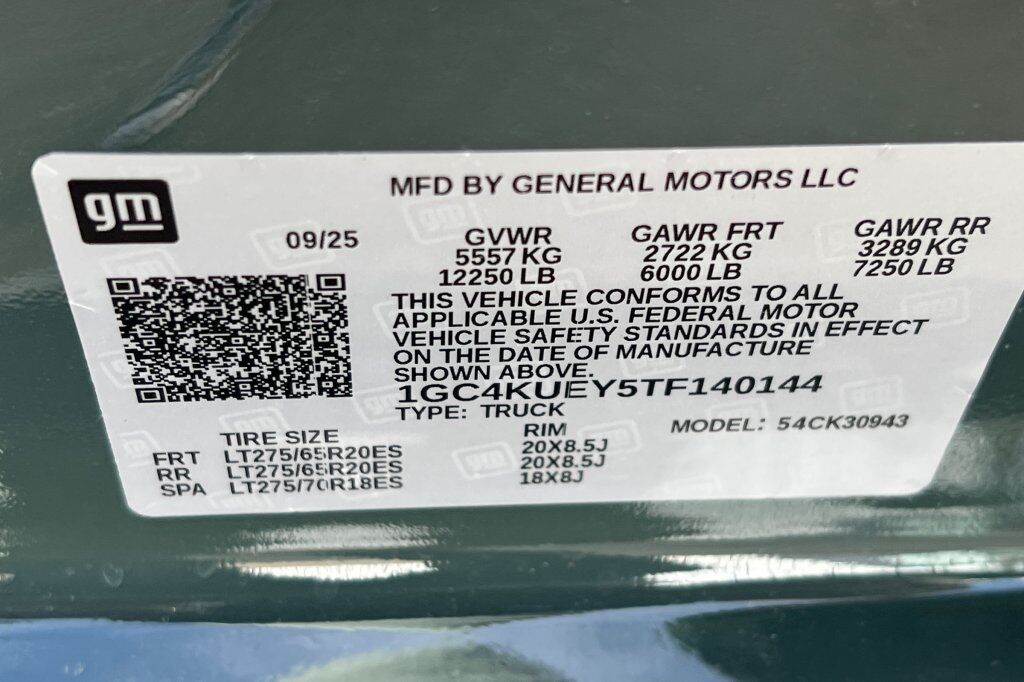 gm
MFD BY GENERAL MOTORS LLC
09/25
GVWR
5557 KG
12250 LB
GAWR FRT
2722 KG
6000 LB
GAWR RR
3289 KG
7250 LB
THIS VEHICLE CONFORMS TO ALL
APPLICABLE U.S. FEDERAL MOTOR
VEHICLE SAFETY STANDARDS IN EFFECT
ON THE DATE OF MANUFACTURE
SHOWN ABOVE.
1GC4KUEY5TF140144
TYPE: TRUCK
MODEL: 54CK30943
TIRE SIZE RIM
FRT LT275/65R20ES 20X8.5J
RR LT275/65R20ES 20X8.5J
SPA LT275/70R18ES 18X8J